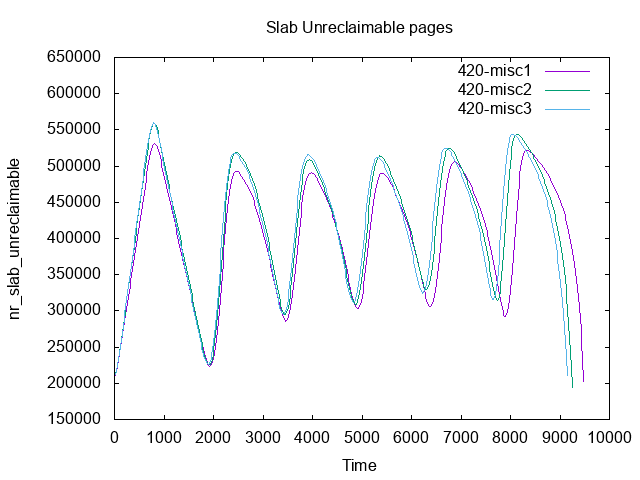 Slab Unreclaimable pages
650000
600000
550000
500000
450000
400000
350000
300000
250000
200000
150000
nr_slab_unreclaimable
420-misc1
420-misc2
420-misc3
0 1000 2000 3000 4000 5000 6000 7000 8000 9000 10000
Time